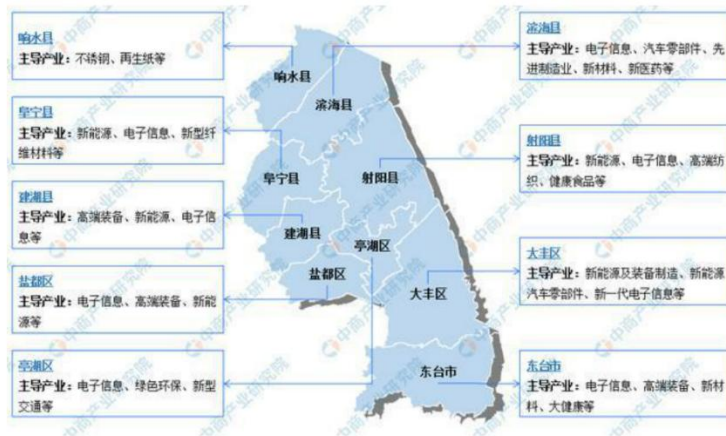 响水县
主导产业：不锈钢、再生纸等
阜宁县
主导产业：新能源、电子信息、新型纤
维材料等
建湖县
主导产业：高端装备、新能源、电子信
息等
盐都区
主导产业：电子信息、高端装备、新能
源等
亭湖区
主导产业：电子信息、绿色环保、新型
交通等
响水县
滨海县
阜宁县
射阳县
建湖县
亭湖区
盐都区
大丰区
东台市
滨海县
主导产业：电子信息、汽车零部件、先
进制造业、新材料、新医药等
射阳县
主导产业：新能源、电子信息、高端纺
织、健康食品等
大丰区
主导产业：新能源及装备制造、新能源
汽车零部件、新一代电子信息等
东台市
主导产业：电子信息、高端装备、新材
料、大健康等
中商产业研究院